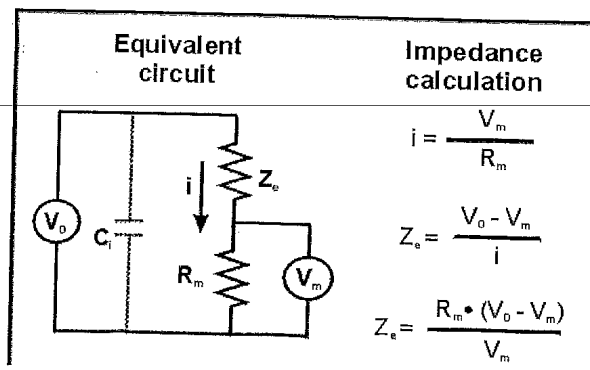 Equivalent
circuit
Impedance
calculation
V₀
Cᵢ
i
Zₑ
Rₘ
Vₘ
i = Vₘ / Rₘ
Zₑ = V₀ - Vₘ / i
Zₑ = Rₘ• (V₀ - Vₘ) / Vₘ